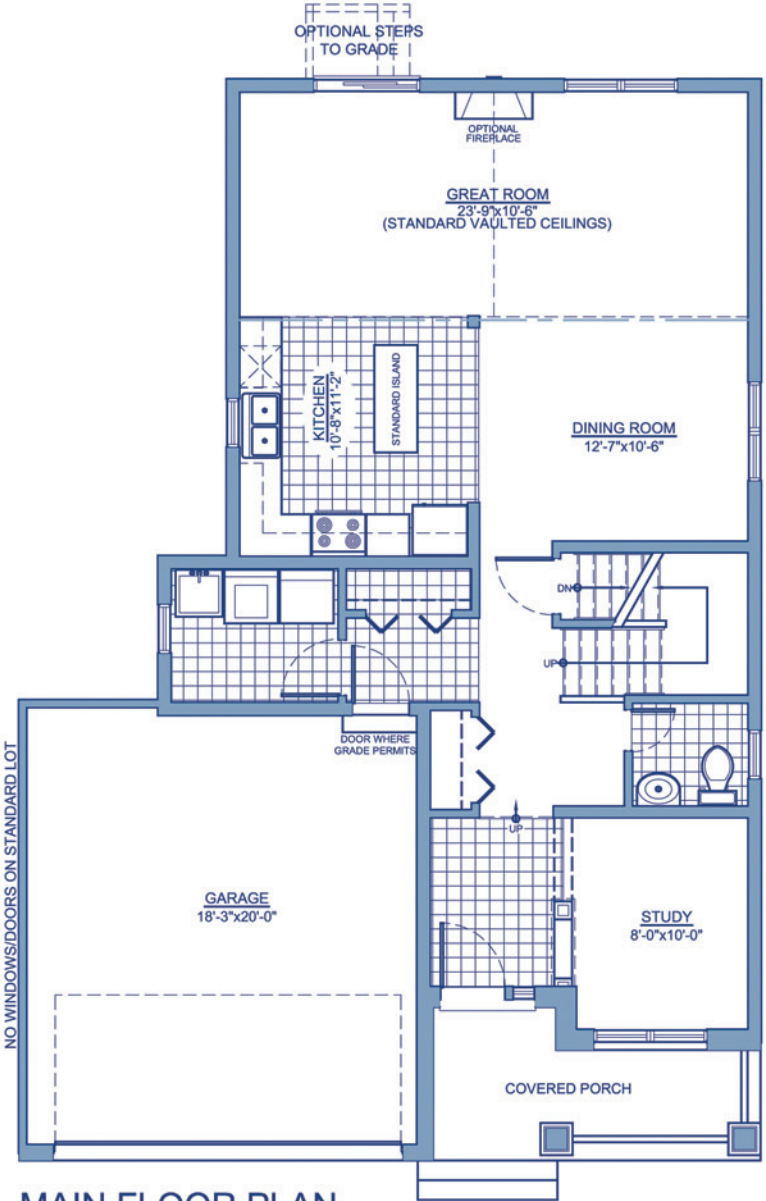 OPTIONAL STEPS
TO GRADE
OPTIONAL
FIREPLACE
GREAT ROOM
23'-9"x10'-6"
(STANDARD VAULTED CEILINGS)
KITCHEN
10'-8"x11'-2"
STANDARD ISLAND
DINING ROOM
12'-7"x10'-6"
DN
UP
DOOR WHERE
GRADE PERMITS
UP
NO WINDOWS/DOORS ON STANDARD LOT
GARAGE
18'-3"x20'-0"
STUDY
8'-0"x10'-0"
COVERED PORCH
MAIN FLOOR PLAN